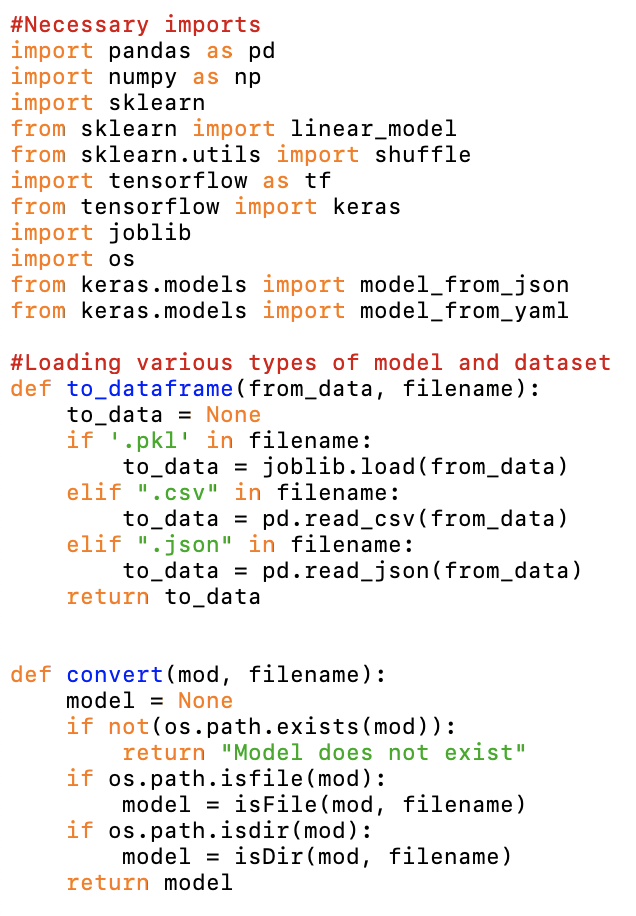 #Necessary imports
import pandas as pd
import numpy as np
import sklearn
from sklearn import linear_model
from sklearn.utils import shuffle
import tensorflow as tf
from tensorflow import keras
import joblib
import os
from keras.models import model_from_json
from keras.models import model_from_yaml

#Loading various types of model and dataset
def to_dataframe(from_data, filename):
    to_data = None
    if '.pkl' in filename:
        to_data = joblib.load(from_data)
    elif ".csv" in filename:
        to_data = pd.read_csv(from_data)
    elif ".json" in filename:
        to_data = pd.read_json(from_data)
    return to_data


def convert(mod, filename):
    model = None
    if not(os.path.exists(mod)):
        return "Model does not exist"
    if os.path.isfile(mod):
        model = isFile(mod, filename)
    if os.path.isdir(mod):
        model = isDir(mod, filename)
    return model